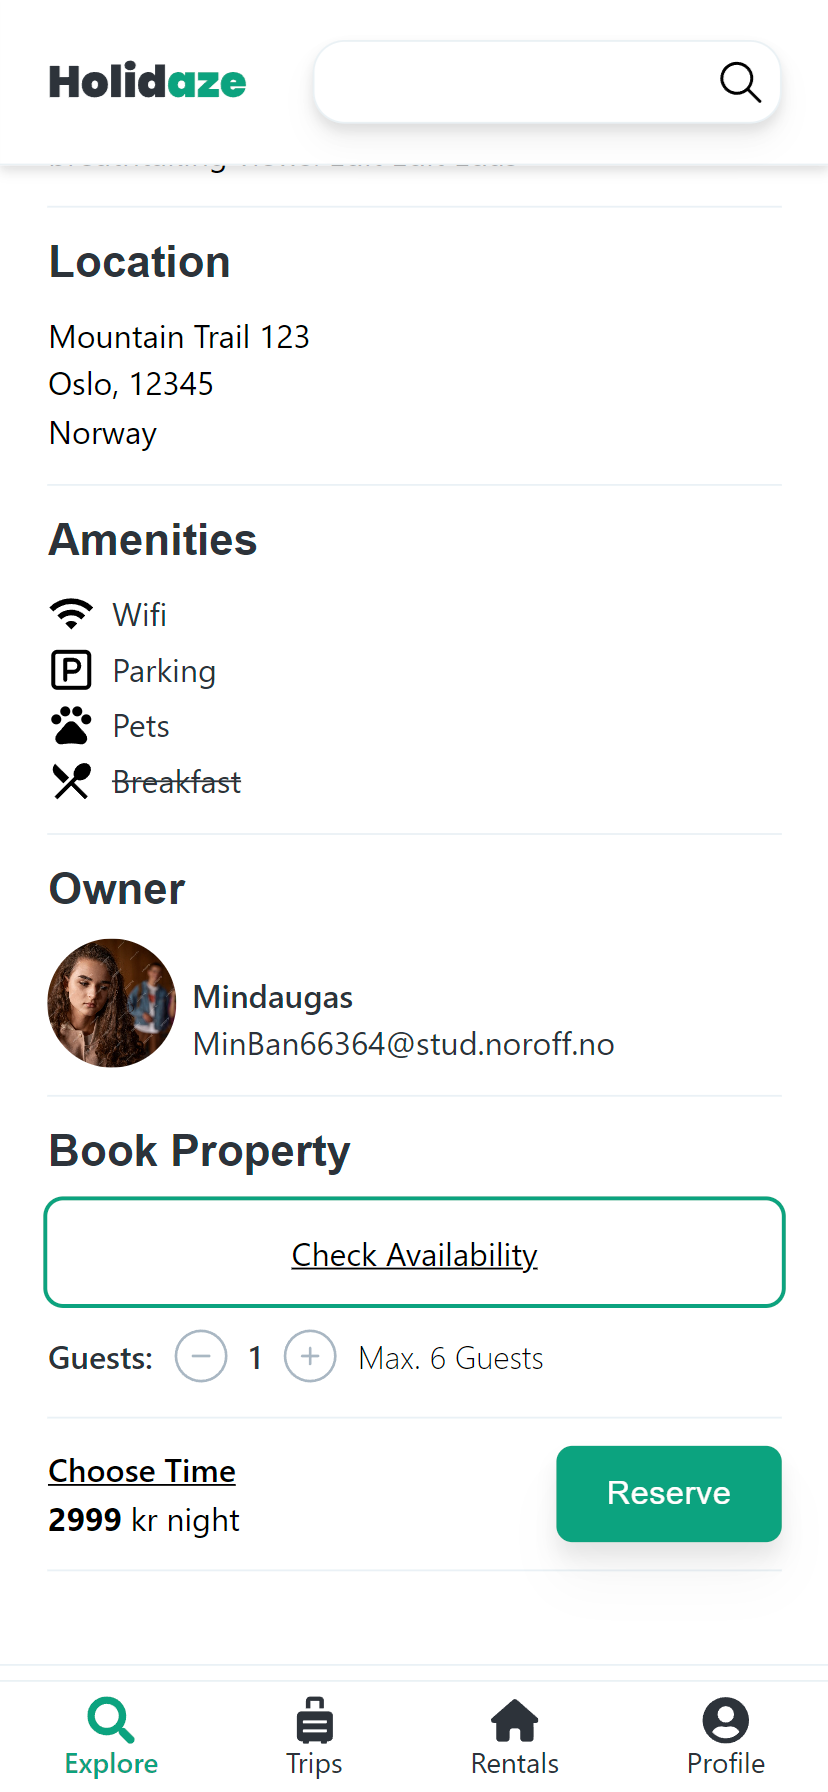 Holidaze
Location
Mountain Trail 123
Oslo, 12345
Norway
Amenities
Wifi
Parking
Pets
Breakfast
Owner
Mindaugas
MinBan66364@stud.noroff.no
Book Property
Check Availability
Guests: − 1 + Max. 6 Guests
Choose Time
2999 kr night
Reserve
Explore Trips Rentals Profile